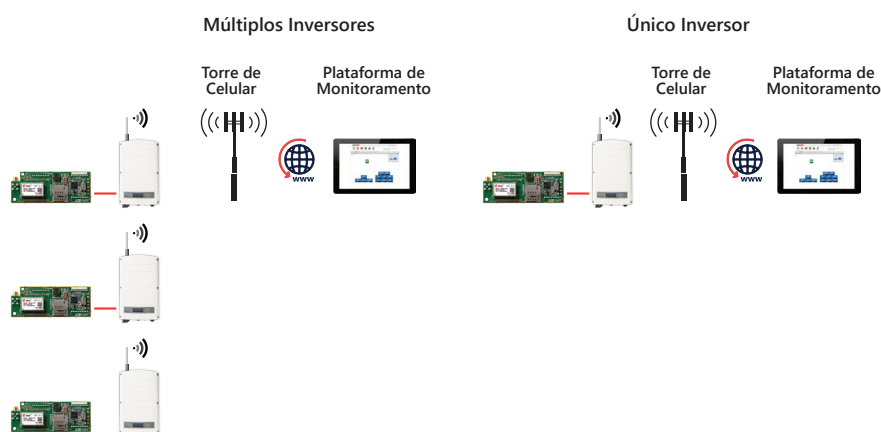 Múltiplos Inversores
Único Inversor
Torre de
Celular
Plataforma de
Monitoramento
Torre de
Celular
Plataforma de
Monitoramento
www
www